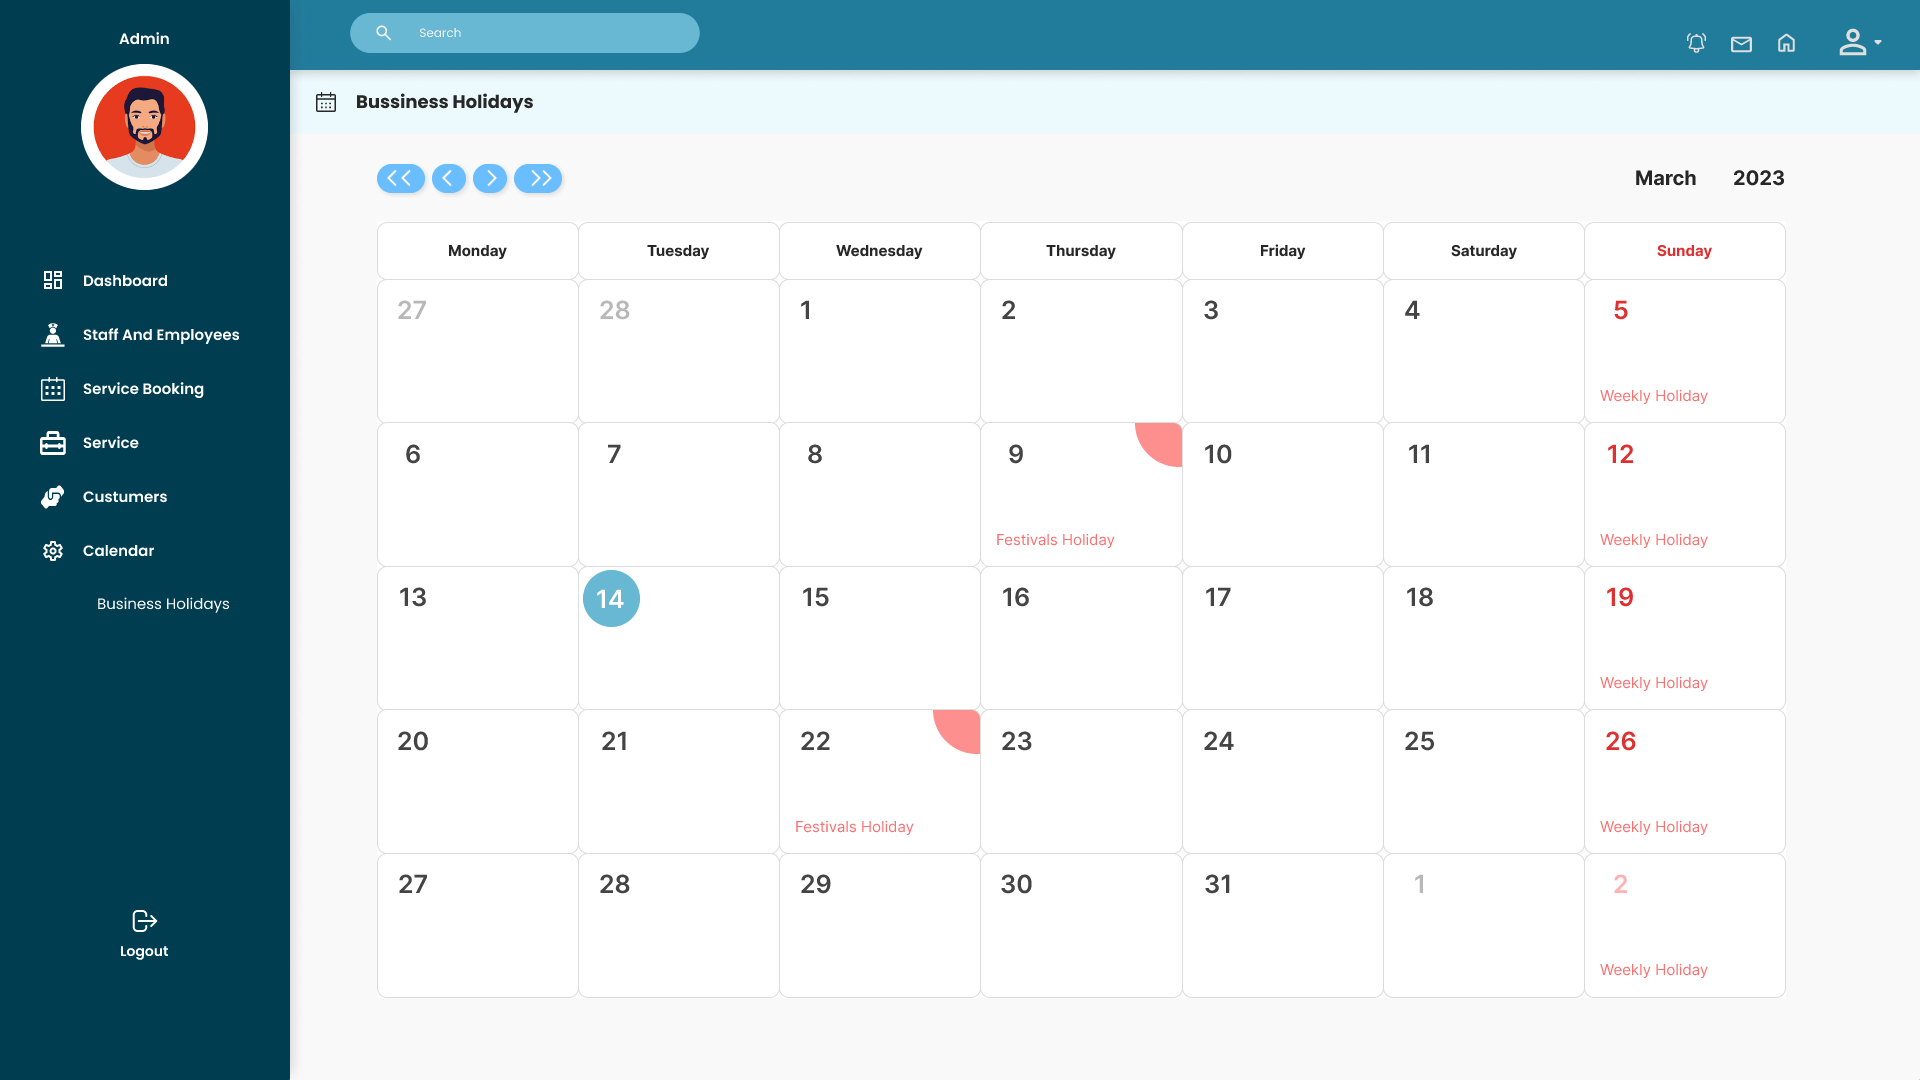 Admin
Search
Bussiness Holidays
March 2023
Dashboard
Staff And Employees
Service Booking
Service
Custumers
Calendar
Business Holidays
Logout
Monday Tuesday Wednesday Thursday Friday Saturday Sunday
27 28 1 2 3 4 5
Weekly Holiday
6 7 8 9 10 11 12
Festivals Holiday Weekly Holiday
13 14 15 16 17 18 19
Weekly Holiday
20 21 22 23 24 25 26
Festivals Holiday Weekly Holiday
27 28 29 30 31 1 2
Weekly Holiday